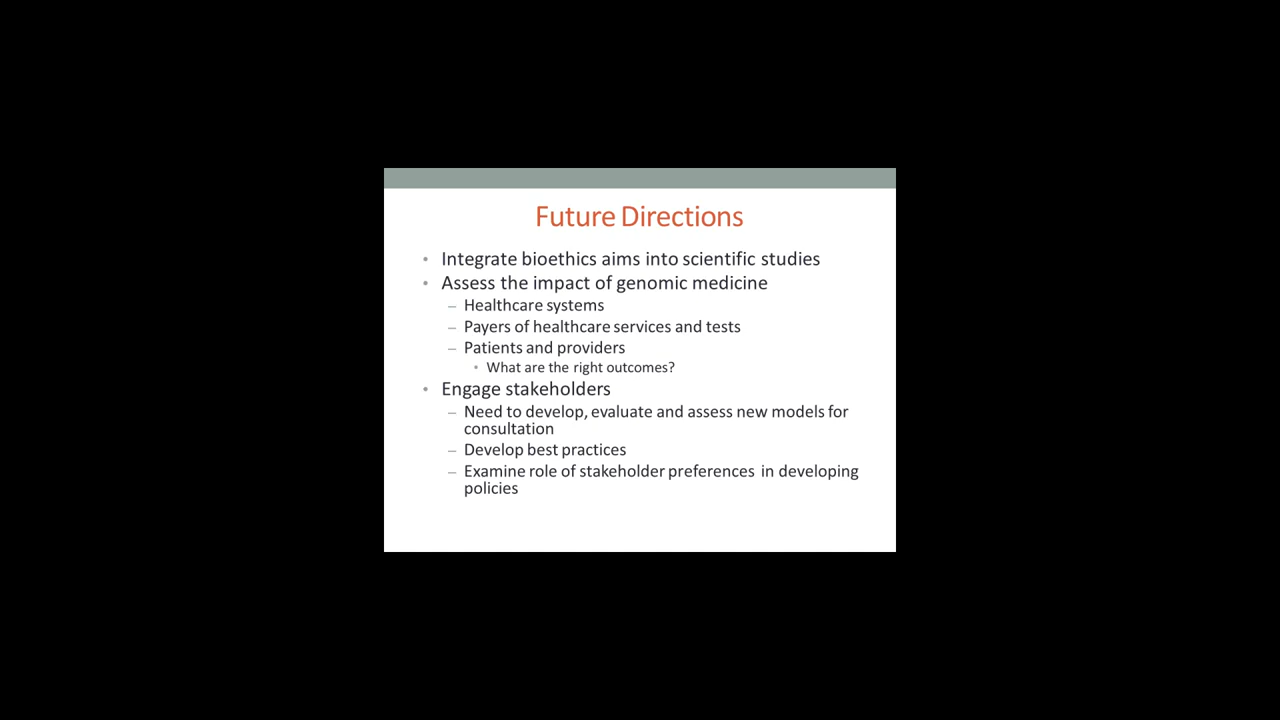 Future Directions
• Integrate bioethics aims into scientific studies
• Assess the impact of genomic medicine
– Healthcare systems
– Payers of healthcare services and tests
– Patients and providers
• What are the right outcomes?
• Engage stakeholders
– Need to develop, evaluate and assess new models for
consultation
– Develop best practices
– Examine role of stakeholder preferences in developing
policies